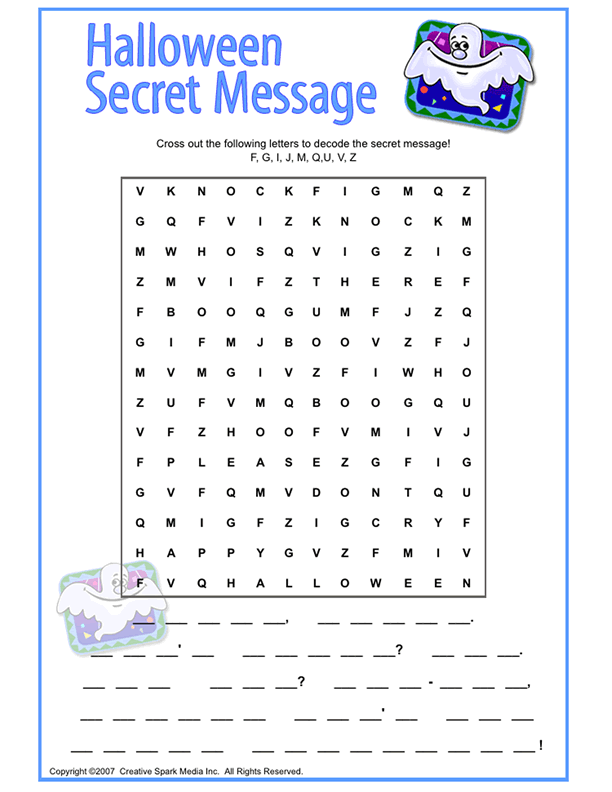 Halloween
Secret Message
Cross out the following letters to decode the secret message!
F, G, I, J, M, Q,U, V, Z
V K N O C K F I G M Q Z
G Q F V I Z K N O C K M
M W H O S Q V I G Z I G
Z M V I F Z T H E R E F
F B O O Q G U M F J Z Q
G I F M J B O O V Z F J
M V M G I V Z F I W H O
Z U F V M Q B O O G Q U
V F Z H O O F V M I V J
F P L E A S E Z G F I G
G V F Q M V D O N T Q U
Q M I G F Z I G C R Y F
H A P P Y G V Z F M I V
F V Q H A L L O W E E N
___ ___ ___ ___ ___, ___ ___ ___ ___ ___.
___ ___ ___' ___ ___ ___ ___ ___ ___? ___ ___ ___.
___ ___ ___ ___ ___ ___? ___ ___ ___ - ___ ___ ___,
___ ___ ___ ___ ___ ___ ___ ___ ___' ___ ___ ___ ___
___ ___ ___ ___ ___ ___ ___ ___ ___ ___ ___ ___ ___ ___ !
Copyright ©2007 Creative Spark Media Inc. All Rights Reserved.